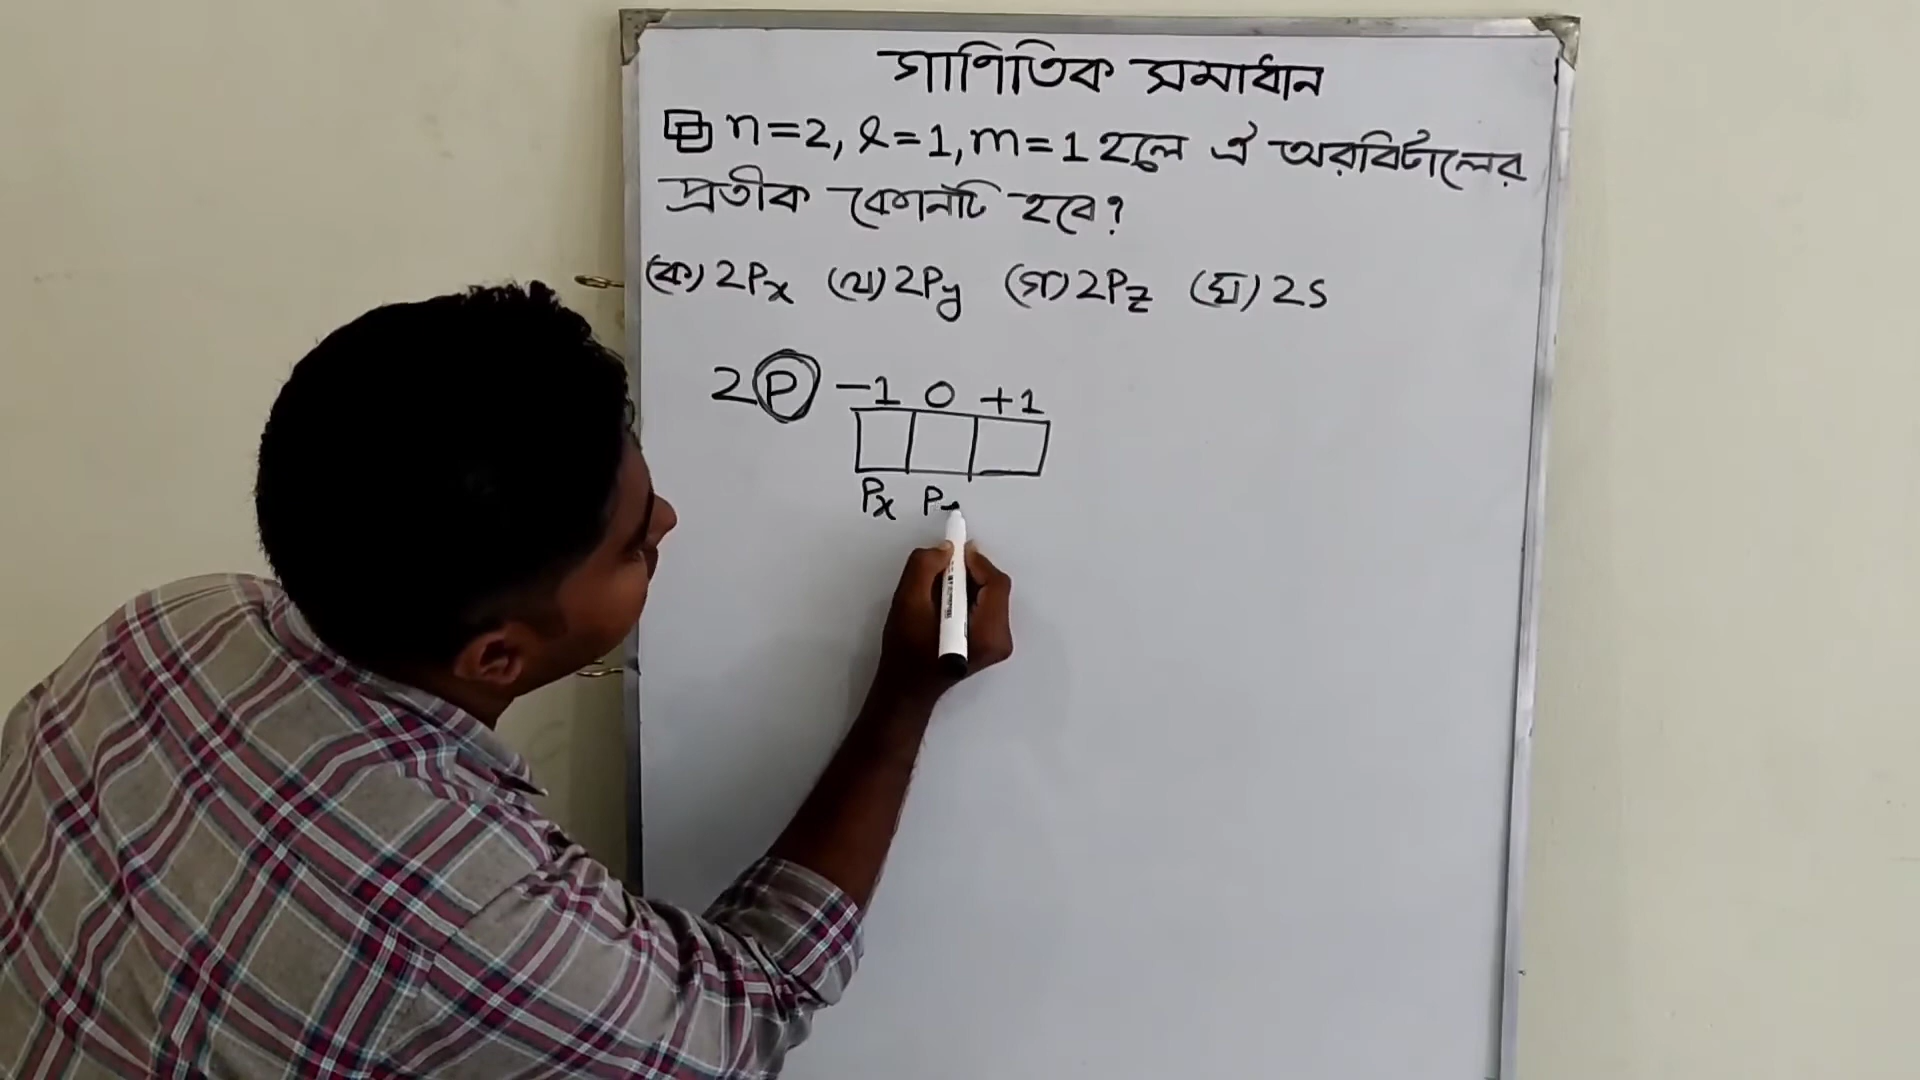 গাণিতিক সমাধান
n=2, l=1, m=1 হলে ঐ অরবিটালের
প্রতীক কোনটি হবে?
(ক) 2Px (খ) 2Py (গ) 2Pz (ঘ) 2s
2P -1 0 +1
Px P